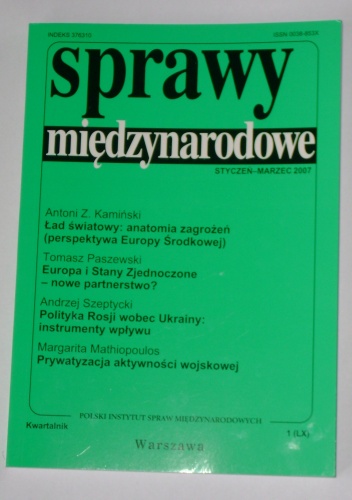 INDEKS 375315
ISSN 0038-853X
sprawy
międzynarodowe
STYCZEŃ–MARZEC 2007
Antoni Z. Kamiński
Ład światowy: anatomia zagrożeń
(perspektywa Europy Środkowej)
Tomasz Paszewski
Europa i Stany Zjednoczone
– nowe partnerstwo?
Andrzej Szeptycki
Polityka Rosji wobec Ukrainy:
instrumenty wpływu
Margarita Mathiopoulos
Prywatyzacja aktywności wojskowej
POLSKI INSTYTUT SPRAW MIĘDZYNARODOWYCH
Kwartalnik
1 (LX)
Warszawa